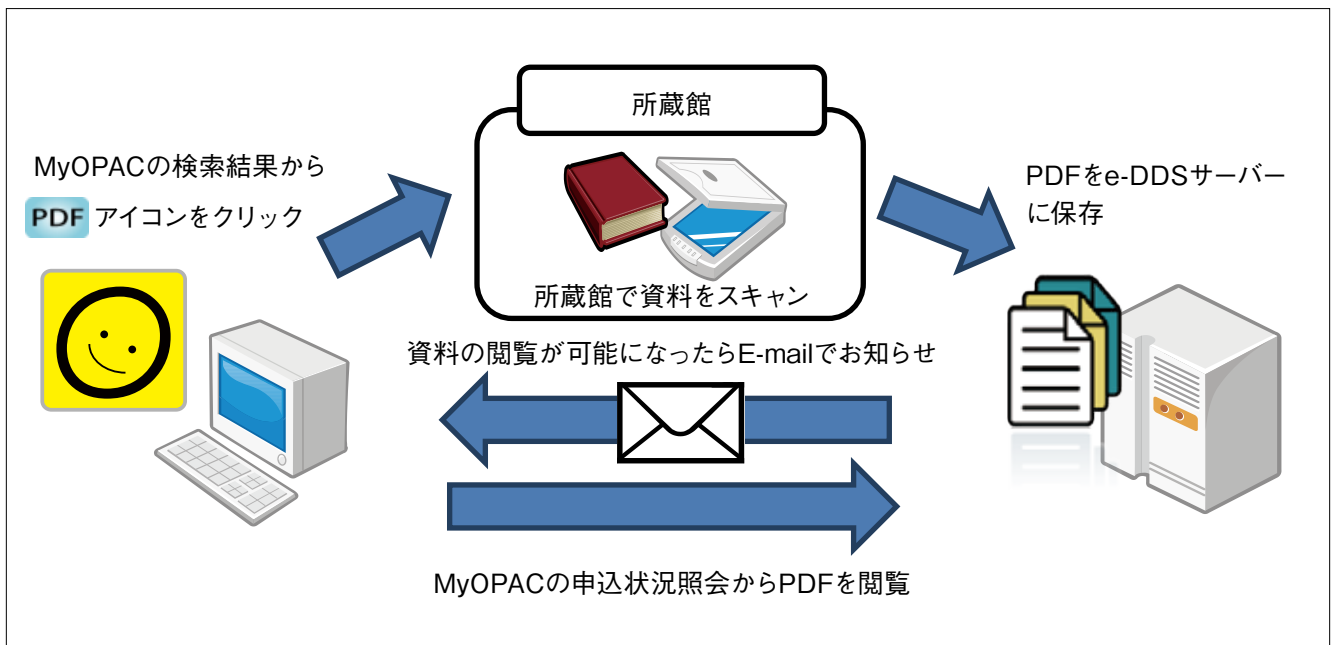 MyOPACの検索結果から
PDF アイコンをクリック
所蔵館
所蔵館で資料をスキャン
PDFをe-DDSサーバー
に保存
資料の閲覧が可能になったらE-mailでお知らせ
MyOPACの申込状況照会からPDFを閲覧